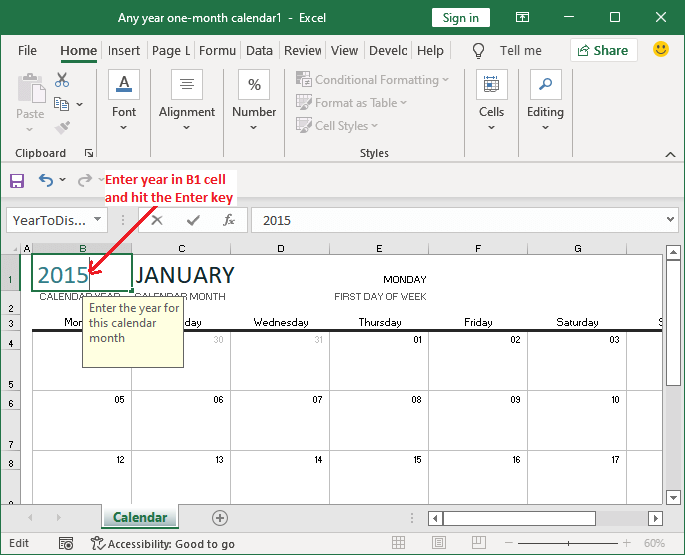 Any year one-month calendar1 - Excel
Sign in
File Home Insert Page L Formu Data Review View Develc Help Tell me Share
Paste
Font
Alignment
%
Number
Conditional Formatting
Format as Table
Cell Styles
Cells
Editing
Clipboard
Styles
Enter year in B1 cell
and hit the Enter key
YearToDis...
fx
2015
A B C D E F G
1
2015
JANUARY
MONDAY
2
CALENDAR YEAR
CALENDAR MONTH
FIRST DAY OF WEEK
Enter the year for
this calendar
month
3
Mon
day
Wednesday
Thursday
Friday
Saturday
S
4
30
31
01
02
03
5
6
05
06
07
08
09
10
7
8
12
13
14
15
16
17
Calendar
Edit
Accessibility: Good to go
60%